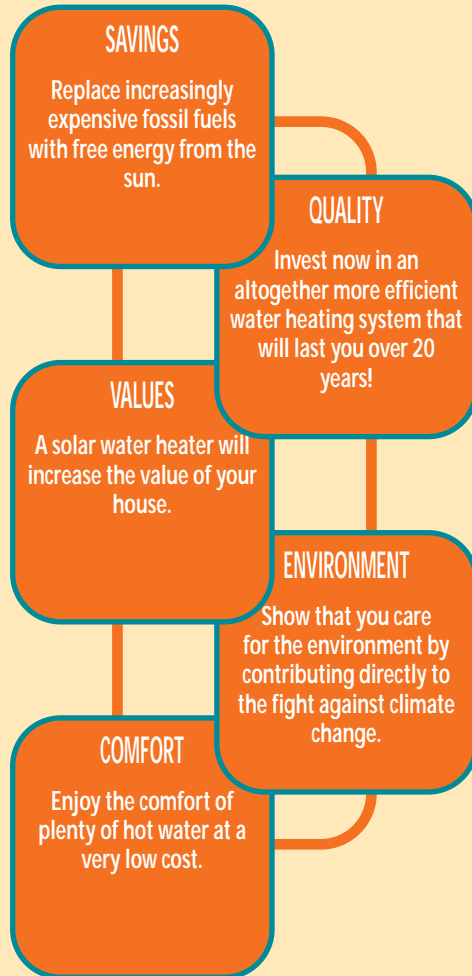 SAVINGS
Replace increasingly
expensive fossil fuels
with free energy from the
sun.
QUALITY
Invest now in an
altogether more efficient
water heating system that
will last you over 20
years!
VALUES
A solar water heater will
increase the value of your
house.
ENVIRONMENT
Show that you care
for the environment by
contributing directly to
the fight against climate
change.
COMFORT
Enjoy the comfort of
plenty of hot water at a
very low cost.